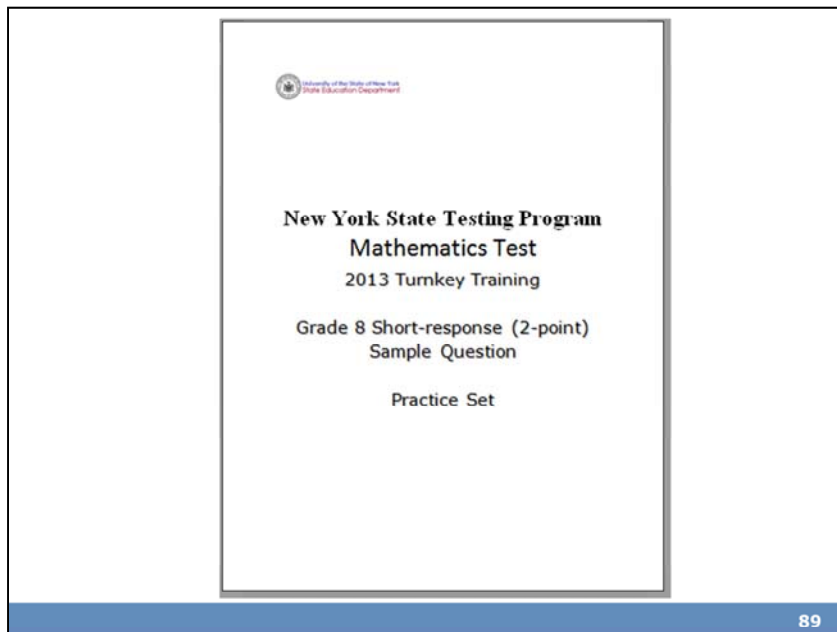 University of the State of New York
State Education Department
New York State Testing Program
Mathematics Test
2013 Turnkey Training
Grade 8 Short-response (2-point)
Sample Question
Practice Set
89